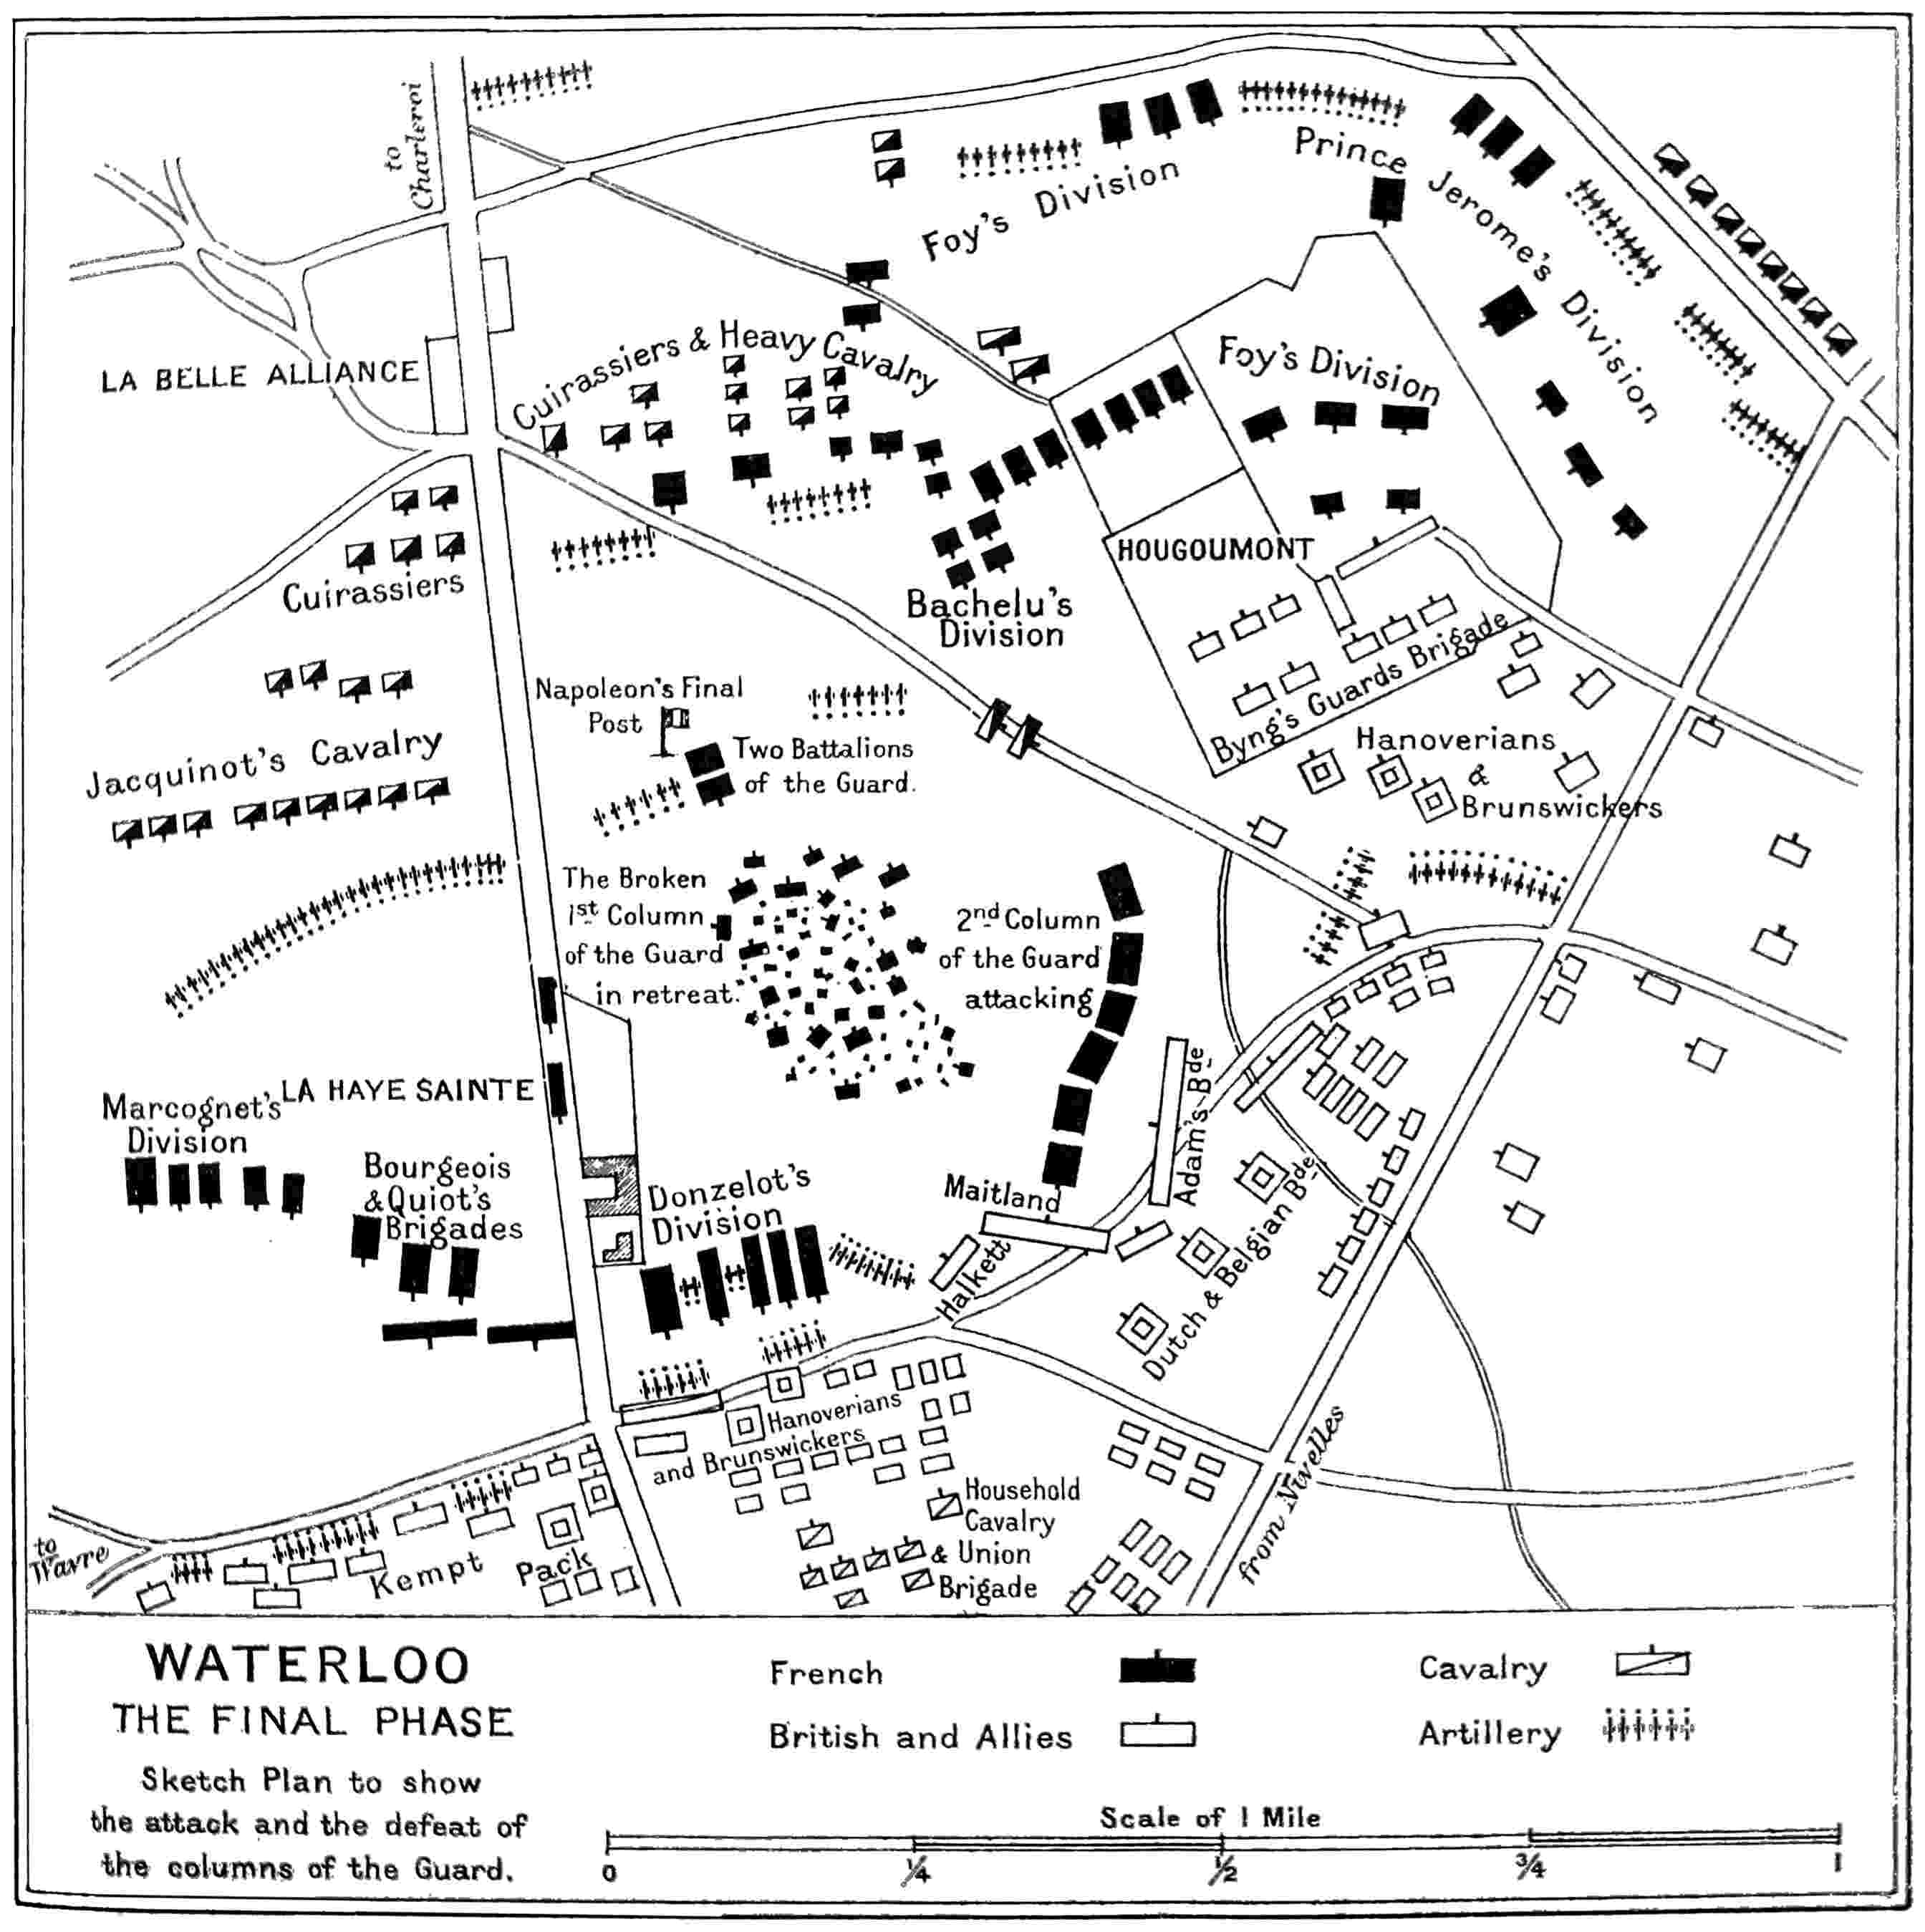 to
Charleroi
Foy's Division
Prince Jerome's Division
LA BELLE ALLIANCE
Cuirassiers & Heavy Cavalry
Foy's Division
HOUGOUMONT
Cuirassiers
Bachelu's
Division
Byng's Guards Brigade
Napoleon's Final
Post
Jacquinot's Cavalry
Two Battalions
of the Guard.
Hanoverians
&
Brunswickers
The Broken
1st Column
of the Guard
in retreat.
2nd Column
of the Guard
attacking
LA HAYE SAINTE
Marcognet's
Division
Bourgeois
& Quiot's
Brigades
Donzelot's
Division
Maitland
Adam's Bde
Halkett
Dutch & Belgian Bde
Hanoverians
and Brunswickers
Household
Cavalry
& Union
Brigade
from Nivelles
to
Wavre
Kempt
Pack
WATERLOO
THE FINAL PHASE
Sketch Plan to show
the attack and the defeat of
the columns of the Guard.
French
British and Allies
Cavalry
Artillery
Scale of 1 Mile
0 1/4 1/2 3/4 1